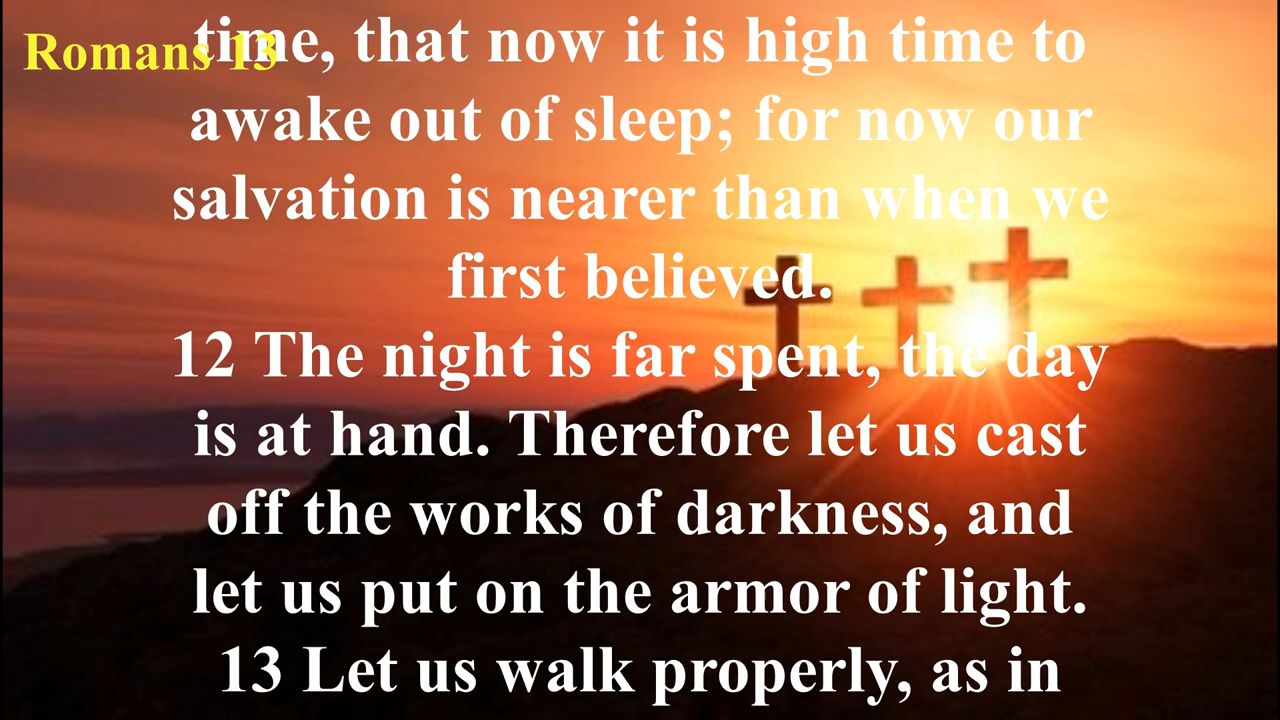 Romans 13
time, that now it is high time to
awake out of sleep; for now our
salvation is nearer than when we
first believed.
12 The night is far spent, the day
is at hand. Therefore let us cast
off the works of darkness, and
let us put on the armor of light.
13 Let us walk properly, as in